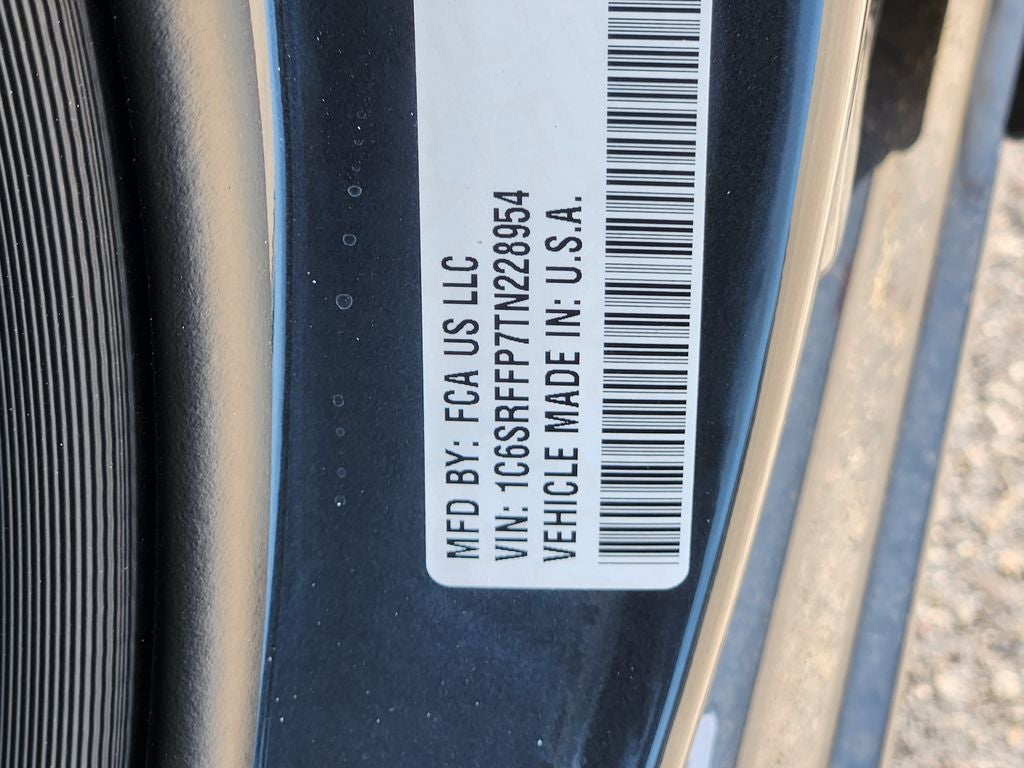 MFD BY: FCA US LLC
VIN: 1C6SRFFP7TN228954
VEHICLE MADE IN: U.S.A.